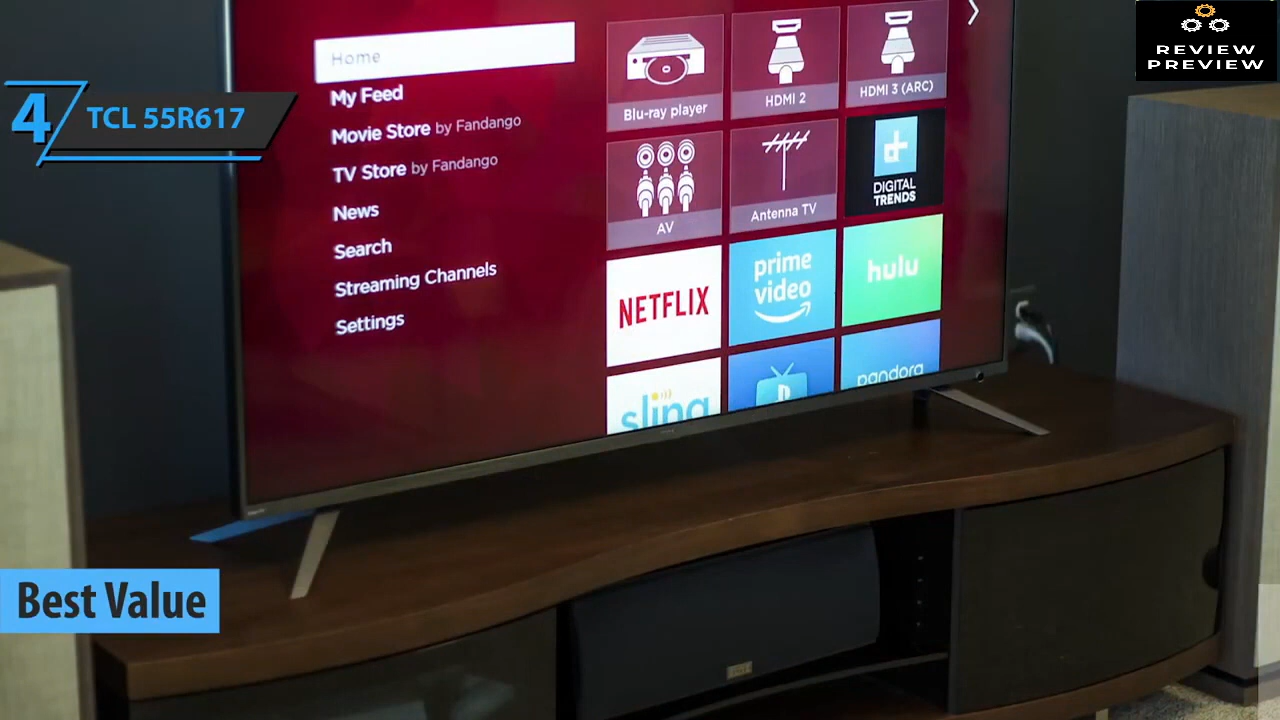 REVIEW
PREVIEW
4 TCL 55R617
Home
My Feed
Movie Store by Fandango
TV Store by Fandango
News
Search
Streaming Channels
Settings
Blu-ray player
HDMI 2
HDMI 3 (ARC)
AV
Antenna TV
DIGITAL
TRENDS
NETFLIX
prime
video
hulu
sling
pandora
Best Value